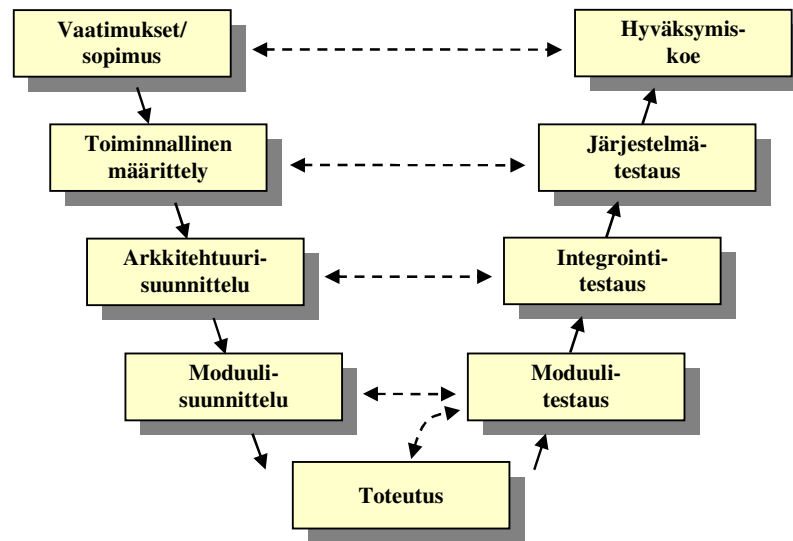 Vaatimukset/
sopimus
Hyväksymis-
koe
Toiminnallinen
määrittely
Järjestelmä-
testaus
Arkkitehtuuri-
suunnittelu
Integrointi-
testaus
Moduuli-
suunnittelu
Moduuli-
testaus
Toteutus